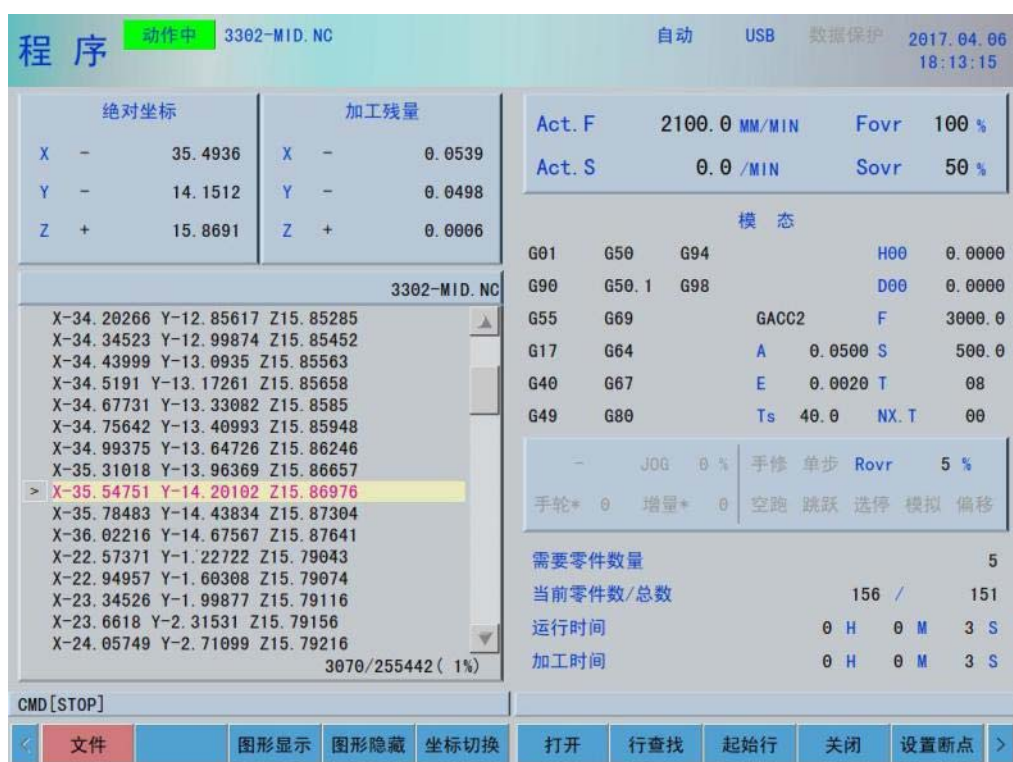 程 序 动作中 3302-MID.NC 自动 USB 数据保护 2017.04.06
18:13:15
绝对坐标 加工残量
X - 35.4936 X - 0.0539
Y - 14.1512 Y - 0.0498
Z + 15.8691 Z + 0.0006
3302-MID.NC
X-34.20266 Y-12.85617 Z15.85285
X-34.34523 Y-12.99874 Z15.85452
X-34.43999 Y-13.0935 Z15.85563
X-34.5191 Y-13.17261 Z15.85658
X-34.67731 Y-13.33082 Z15.8585
X-34.75642 Y-13.40993 Z15.85948
X-34.99375 Y-13.64726 Z15.86246
X-35.31018 Y-13.96369 Z15.86657
> X-35.54751 Y-14.20102 Z15.86976
X-35.78483 Y-14.43834 Z15.87304
X-36.02216 Y-14.67567 Z15.87641
X-22.57371 Y-1.22722 Z15.79043
X-22.94957 Y-1.60308 Z15.79074
X-23.34526 Y-1.99877 Z15.79116
X-23.6618 Y-2.31531 Z15.79156
X-24.05749 Y-2.71099 Z15.79216
3070/255442( 1%)
Act.F 2100.0 MM/MIN Fovr 100 %
Act.S 0.0 /MIN Sovr 50 %
模 态
G01 G50 G94 H00 0.0000
G90 G50.1 G98 D00 0.0000
G55 G69 GACC2 F 3000.0
G17 G64 A 0.0500 S 500.0
G40 G67 E 0.0020 T 08
G49 G80 Ts 40.0 NX.T 00
- JOG 0 % 手修 单步 Rovr 5 %
手轮* 0 增量* 0 空跑 跳跃 选停 模拟 偏移
需要零件数量 5
当前零件数/总数 156 / 151
运行时间 0 H 0 M 3 S
加工时间 0 H 0 M 3 S
CMD[STOP]
< 文件 图形显示 图形隐藏 坐标切换 打开 行查找 起始行 关闭 设置断点 >